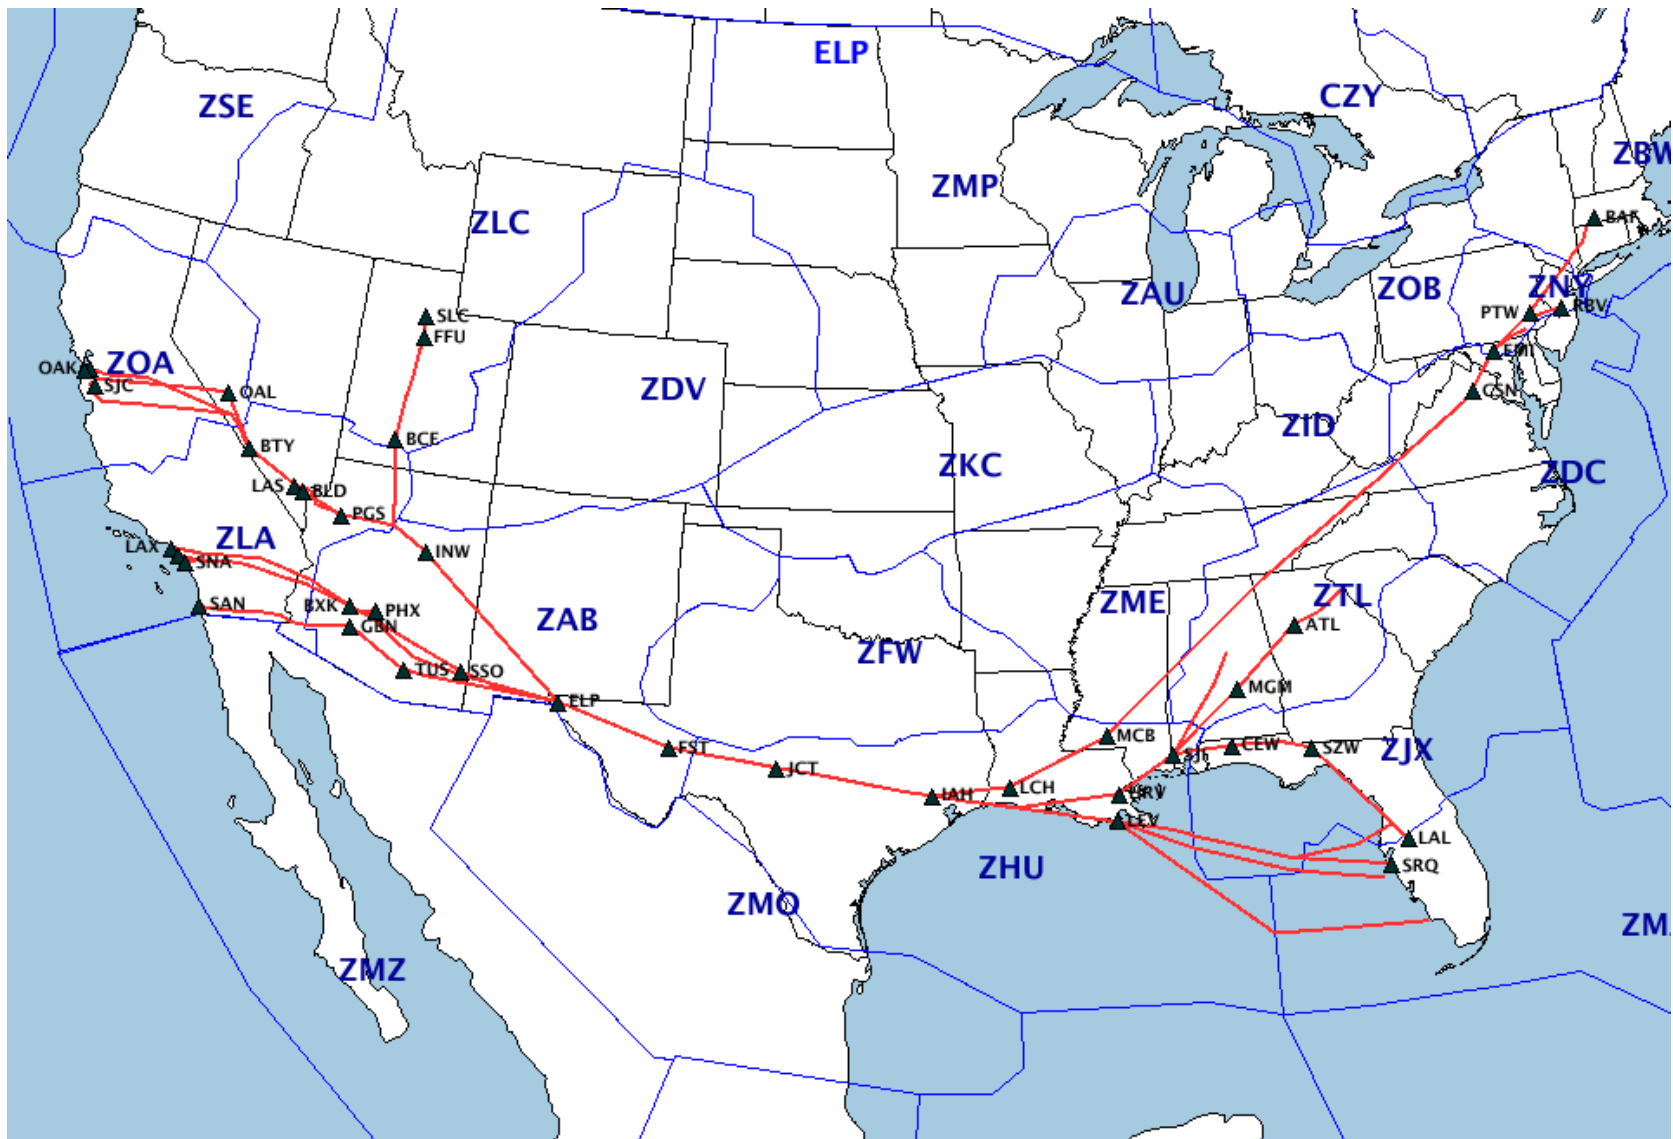 ELP
ZSE
CZY
ZBW
ZMP
ZLC
BAF
ZAU
ZOB
ZNY
RBV
PTW
SLC
FFU
EMI
OAK
ZOA
SJC
ZDV
OAL
CSN
BCE
ZID
BTY
ZKC
ZDC
LAS
BLD
PGS
ZLA
LAX
INW
SNA
SAN
BXK
PHX
GBN
ZAB
ZME
ZTL
ATL
ZFW
TUS
SSO
MGM
ELP
MCB
FST
SJI
CEW
SZW
ZJX
JCT
IAH
LCH
LEV
LAL
SRQ
ZHU
ZMO
ZMA
ZMZ